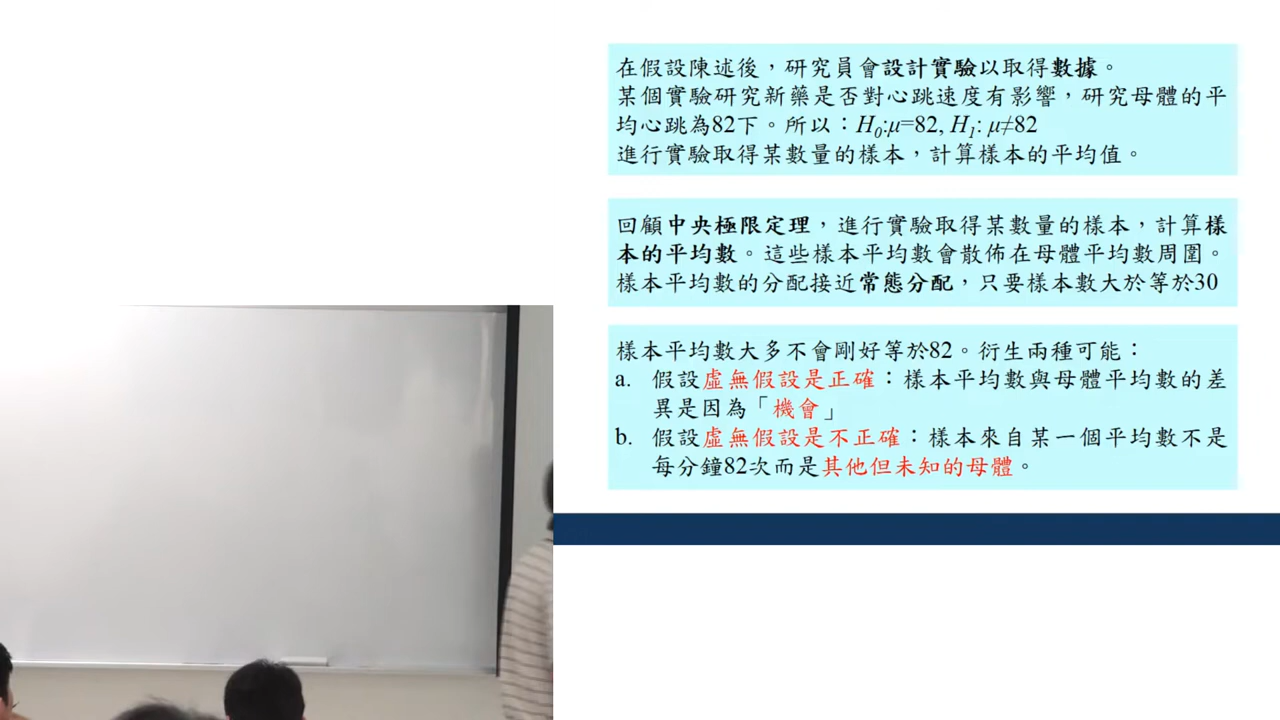 在假設陳述後，研究員會設計實驗以取得數據。
某個實驗研究新藥是否對心跳速度有影響，研究母體的平
均心跳為82下。所以：H₀:μ=82, H₁: μ≠82
進行實驗取得某數量的樣本，計算樣本的平均值。
回顧中央極限定理，進行實驗取得某數量的樣本，計算樣
本的平均數。這些樣本平均數會散佈在母體平均數周圍。
樣本平均數的分配接近常態分配，只要樣本數大於等於30
樣本平均數大多不會剛好等於82。衍生兩種可能：
a. 假設虛無假設是正確：樣本平均數與母體平均數的差
異是因為「機會」
b. 假設虛無假設是不正確：樣本來自某一個平均數不是
每分鐘82次而是其他但未知的母體。